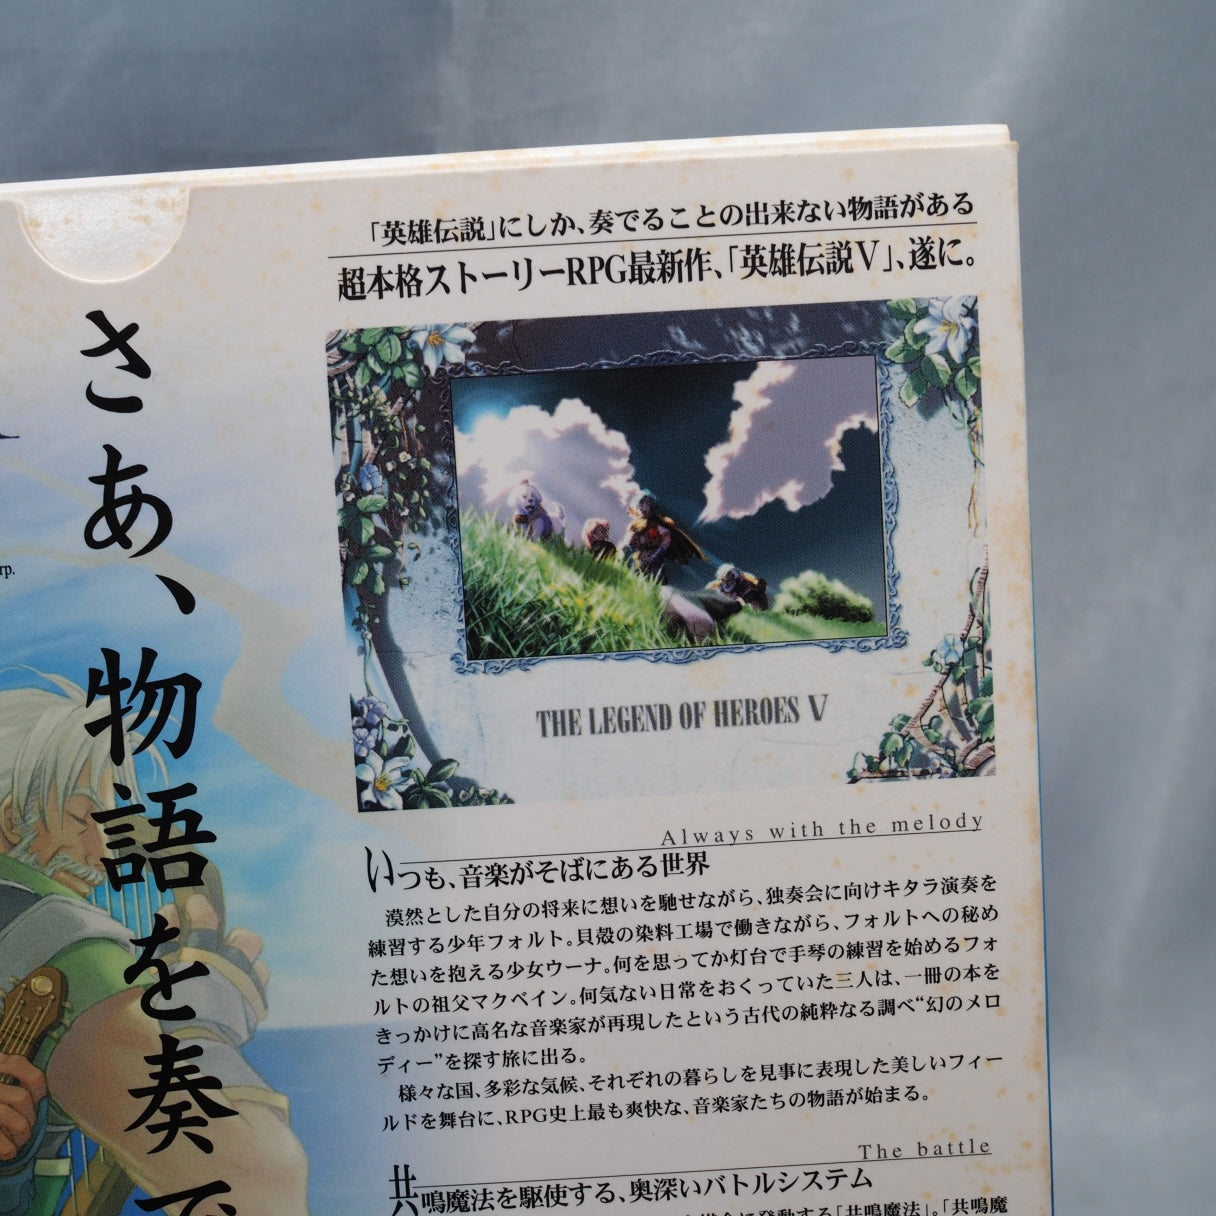 「英雄伝説」にしか、奏でることの出来ない物語がある
超本格ストーリーRPG最新作、「英雄伝説V」、遂に。
さあ、物語を奏で
rp.
THE LEGEND OF HEROES V
Always with the melody
いつも、音楽がそばにある世界
漠然とした自分の将来に想いを馳せながら、独奏会に向けキタラ演奏を
練習する少年フォルト。貝殻の染料工場で働きながら、フォルトへの秘め
た想いを抱える少女ウーナ。何を思ってか灯台で手琴の練習を始めるフォ
ルトの祖父マクベイン。何気ない日常をおくっていた三人は、一冊の本を
きっかけに高名な音楽家が再現したという古代の純粋なる調べ“幻のメロ
ディー”を探す旅に出る。
様々な国、多彩な気候、それぞれの暮らしを見事に表現した美しいフィー
ルドを舞台に、RPG史上最も爽快な、音楽家たちの物語が始まる。
The battle
共鳴魔法を駆使する、奥深いバトルシステム
に発動する「共鳴魔法」。「共鳴魔